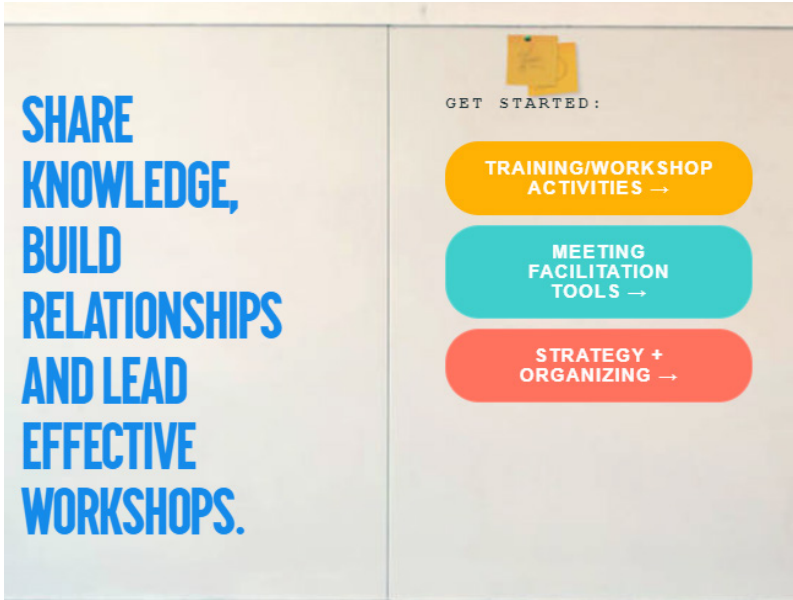 SHARE
KNOWLEDGE,
BUILD
RELATIONSHIPS
AND LEAD
EFFECTIVE
WORKSHOPS.
GET STARTED:
TRAINING/WORKSHOP
ACTIVITIES →
MEETING
FACILITATION
TOOLS →
STRATEGY +
ORGANIZING →